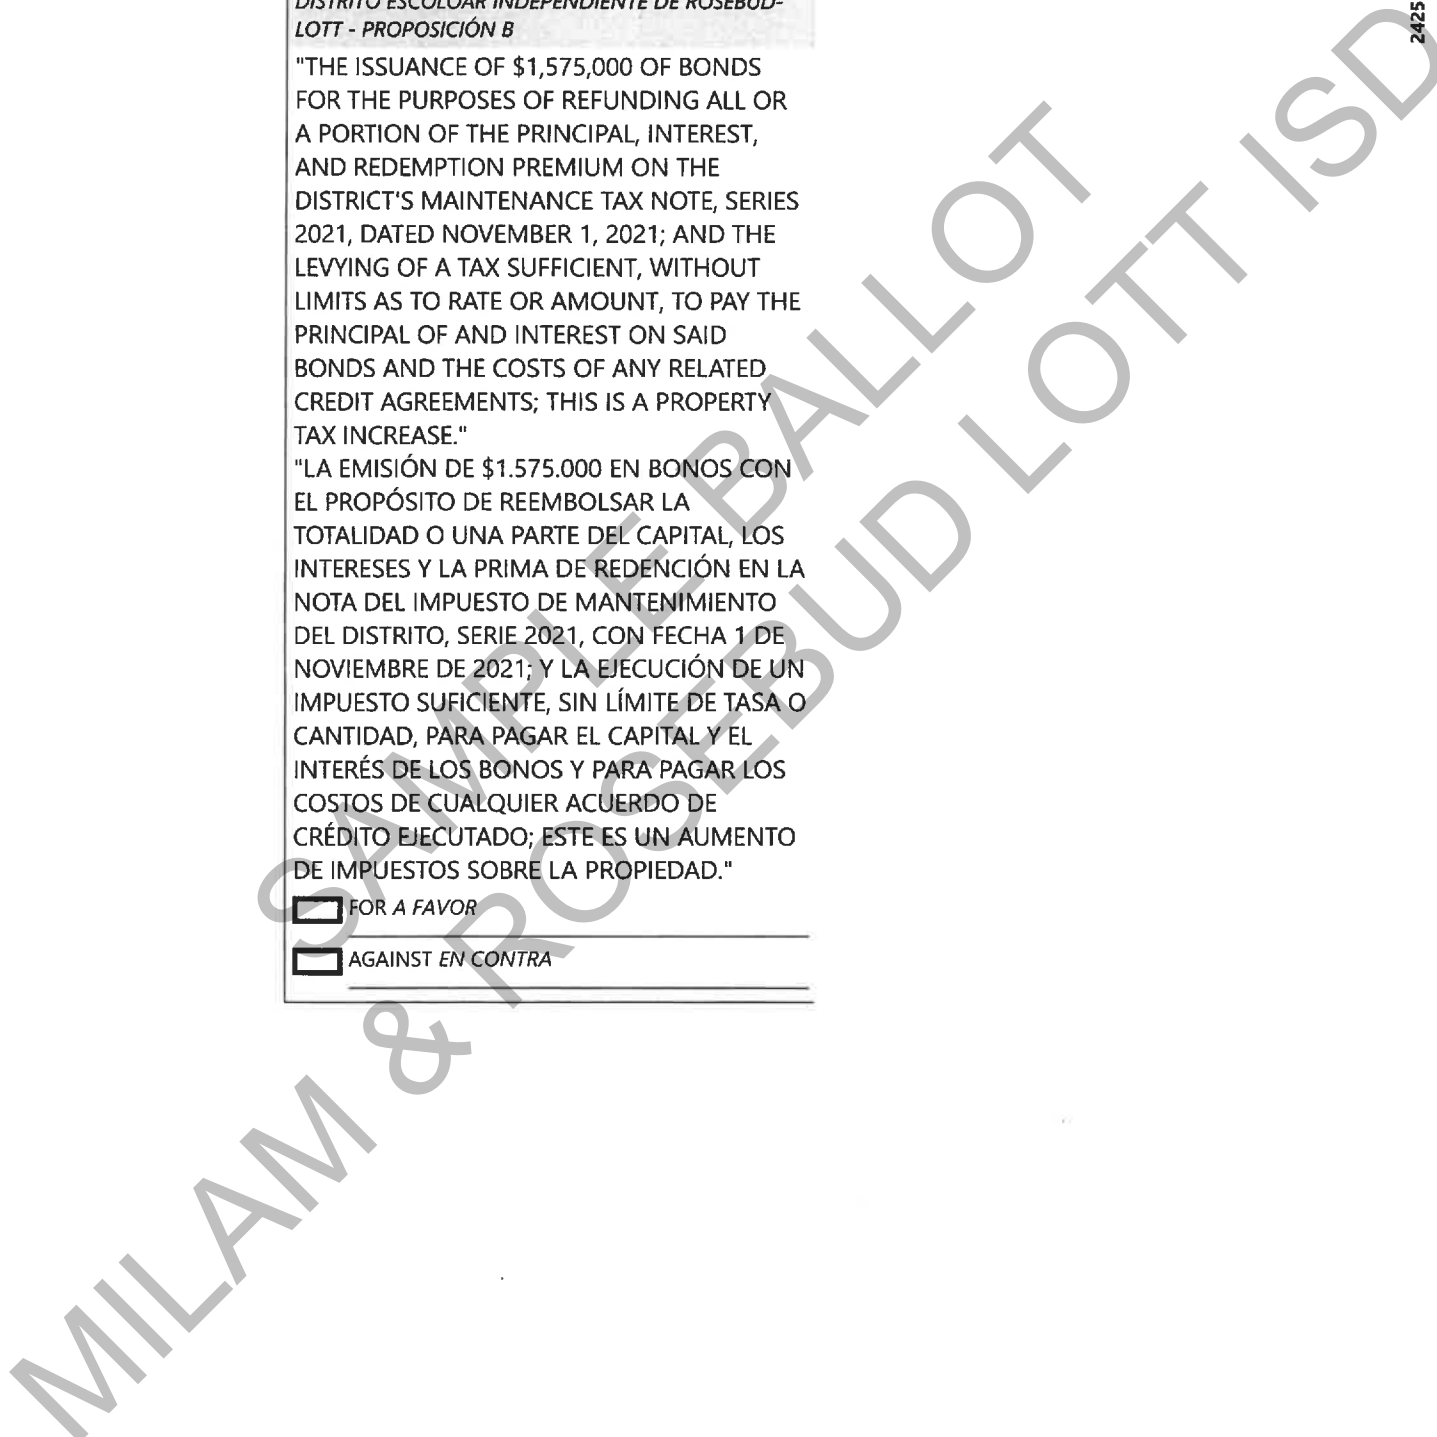 DISTRITO ESCOLOAR INDEPENDIENTE DE ROSEBUD-
LOTT - PROPOSICIÓN B
"THE ISSUANCE OF $1,575,000 OF BONDS
FOR THE PURPOSES OF REFUNDING ALL OR
A PORTION OF THE PRINCIPAL, INTEREST,
AND REDEMPTION PREMIUM ON THE
DISTRICT'S MAINTENANCE TAX NOTE, SERIES
2021, DATED NOVEMBER 1, 2021; AND THE
LEVYING OF A TAX SUFFICIENT, WITHOUT
LIMITS AS TO RATE OR AMOUNT, TO PAY THE
PRINCIPAL OF AND INTEREST ON SAID
BONDS AND THE COSTS OF ANY RELATED
CREDIT AGREEMENTS; THIS IS A PROPERTY
TAX INCREASE."
"LA EMISIÓN DE $1.575.000 EN BONOS CON
EL PROPÓSITO DE REEMBOLSAR LA
TOTALIDAD O UNA PARTE DEL CAPITAL, LOS
INTERESES Y LA PRIMA DE REDENCIÓN EN LA
NOTA DEL IMPUESTO DE MANTENIMIENTO
DEL DISTRITO, SERIE 2021, CON FECHA 1 DE
NOVIEMBRE DE 2021; Y LA EJECUCIÓN DE UN
IMPUESTO SUFICIENTE, SIN LÍMITE DE TASA O
CANTIDAD, PARA PAGAR EL CAPITAL Y EL
INTERÉS DE LOS BONOS Y PARA PAGAR LOS
COSTOS DE CUALQUIER ACUERDO DE
CRÉDITO EJECUTADO; ESTE ES UN AUMENTO
DE IMPUESTOS SOBRE LA PROPIEDAD."
FOR A FAVOR
AGAINST EN CONTRA
2425
SAMPLE BALLOT
MILAM & ROSEBUD LOTT ISD